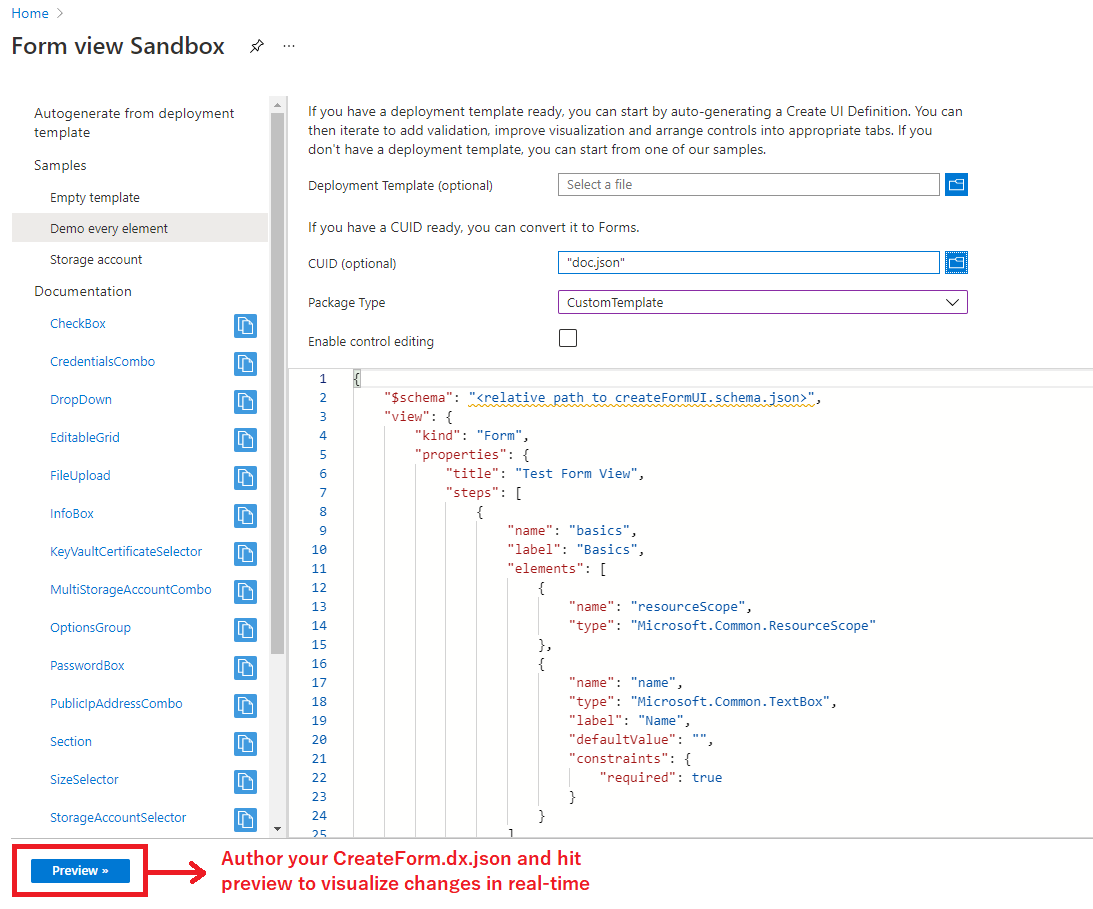 Home >
Form view Sandbox
...
Autogenerate from deployment
template
Samples
Empty template
Demo every element
Storage account
Documentation
CheckBox
CredentialsCombo
DropDown
EditableGrid
FileUpload
InfoBox
KeyVaultCertificateSelector
MultiStorageAccountCombo
OptionsGroup
PasswordBox
PublicIpAddressCombo
Section
SizeSelector
StorageAccountSelector
If you have a deployment template ready, you can start by auto-generating a Create UI Definition. You can
then iterate to add validation, improve visualization and arrange controls into appropriate tabs. If you
don't have a deployment template, you can start from one of our samples.
Deployment Template (optional) Select a file
If you have a CUID ready, you can convert it to Forms.
CUID (optional) "doc.json"
Package Type CustomTemplate
Enable control editing
1 {
2 "$schema": "<relative path to createFormUI.schema.json>",
3 "view": {
4 "kind": "Form",
5 "properties": {
6 "title": "Test Form View",
7 "steps": [
8 {
9 "name": "basics",
10 "label": "Basics",
11 "elements": [
12 {
13 "name": "resourceScope",
14 "type": "Microsoft.Common.ResourceScope"
15 },
16 {
17 "name": "name",
18 "type": "Microsoft.Common.TextBox",
19 "label": "Name",
20 "defaultValue": "",
21 "constraints": {
22 "required": true
23 }
24 }
25 ]
Preview »
Author your CreateForm.dx.json and hit
preview to visualize changes in real-time